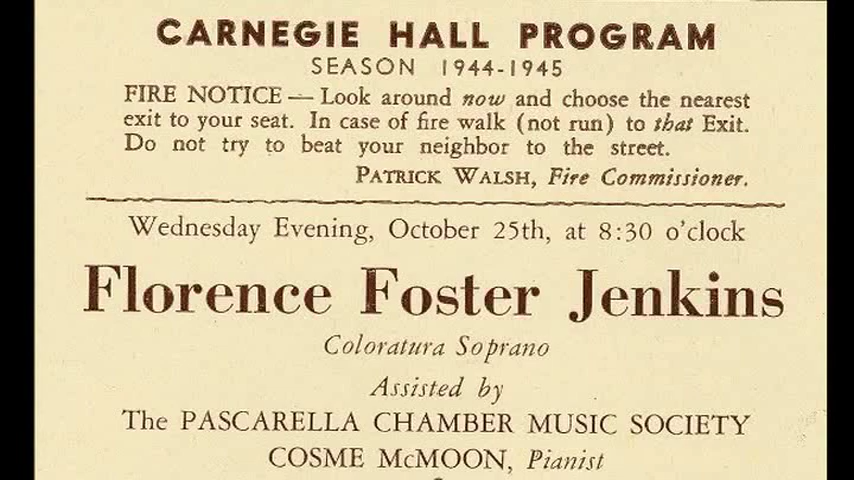 CARNEGIE HALL PROGRAM
SEASON 1944-1945
FIRE NOTICE — Look around now and choose the nearest
exit to your seat. In case of fire walk (not run) to that Exit.
Do not try to beat your neighbor to the street.
PATRICK WALSH, Fire Commissioner.
Wednesday Evening, October 25th, at 8:30 o'clock
Florence Foster Jenkins
Coloratura Soprano
Assisted by
The PASCARELLA CHAMBER MUSIC SOCIETY
COSME McMOON, Pianist